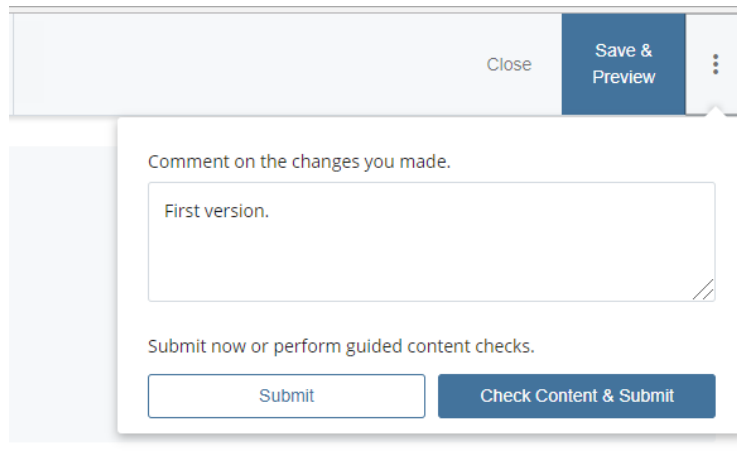 Close
Save &
Preview
Comment on the changes you made.
First version.
Submit now or perform guided content checks.
Submit
Check Content & Submit